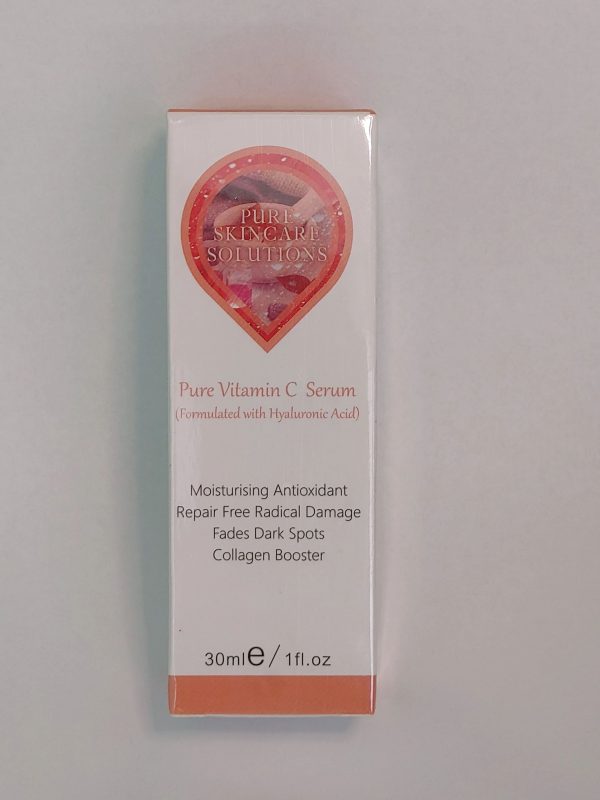 PURE
SKINCARE
SOLUTIONS
Pure Vitamin C Serum
(Formulated with Hyaluronic Acid)
Moisturising Antioxidant
Repair Free Radical Damage
Fades Dark Spots
Collagen Booster
30ml℮/1fl.oz